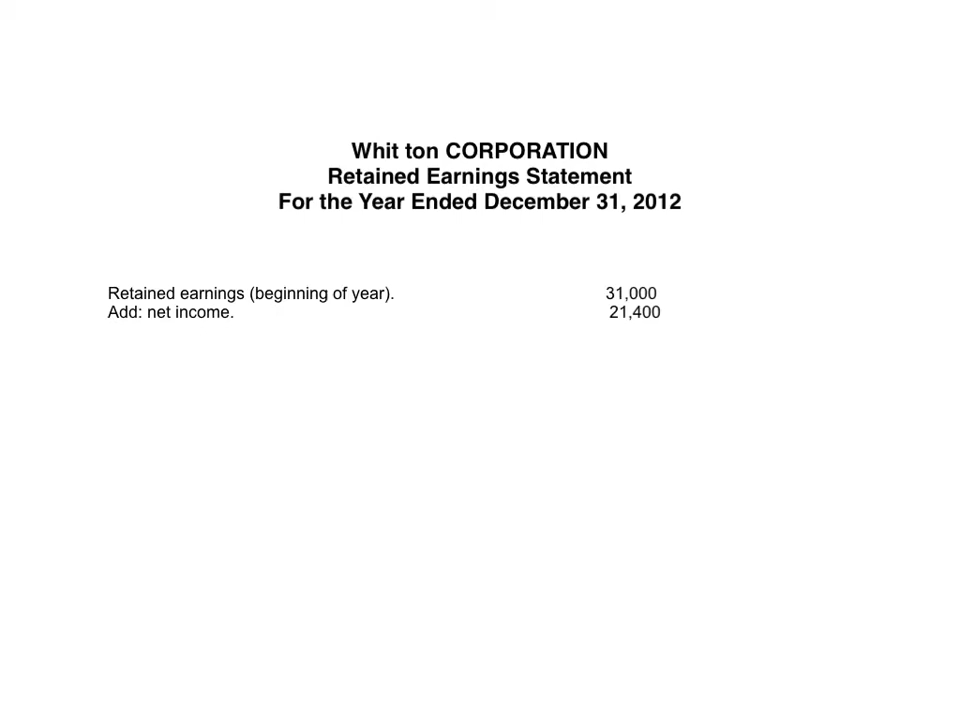 Whit ton CORPORATION
Retained Earnings Statement
For the Year Ended December 31, 2012
Retained earnings (beginning of year). 31,000
Add: net income. 21,400